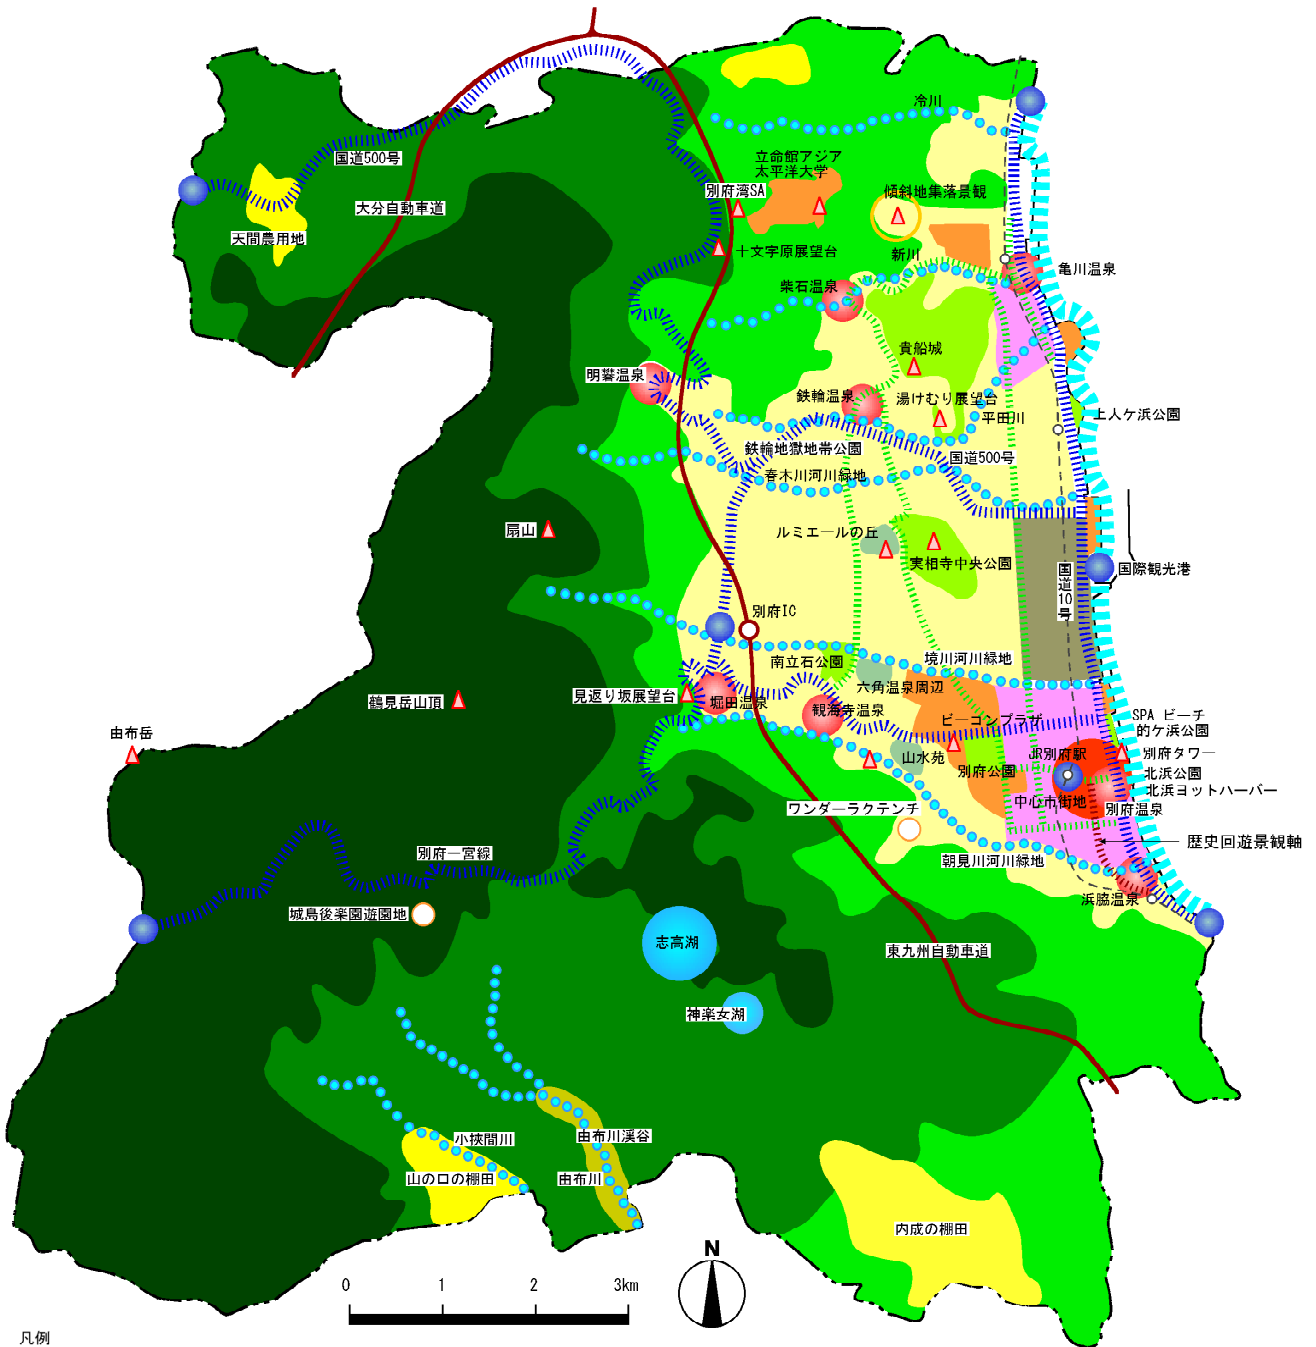 冷川
国道500号
立命館アジア
太平洋大学
別府湾SA
傾斜地集落景観
大分自動車道
天間農用地
十文字原展望台
新川
亀川温泉
柴石温泉
貴船城
明礬温泉
鉄輪温泉
湯けむり展望台
平田川
上人ケ浜公園
鉄輪地獄地帯公園
国道500号
春木川河川緑地
扇山
ルミエールの丘
実相寺中央公園
国際観光港
国道10号
別府IC
南立石公園
境川河川緑地
六角温泉周辺
見返り坂展望台
堀田温泉
観海寺温泉
鶴見岳山頂
ビーコンプラザ
SPA ビーチ
的ケ浜公園
由布岳
山水苑
別府公園
JR別府駅
別府タワー
北浜公園
北浜ヨットハーバー
中心市街地
別府温泉
ワンダーラクテンチ
歴史回遊景観軸
朝見川河川緑地
別府一宮線
浜脇温泉
城島後楽園遊園地
志高湖
東九州自動車道
神楽女湖
小挾間川
由布川渓谷
山の口の棚田
由布川
内成の棚田
N
0 1 2 3km
凡例